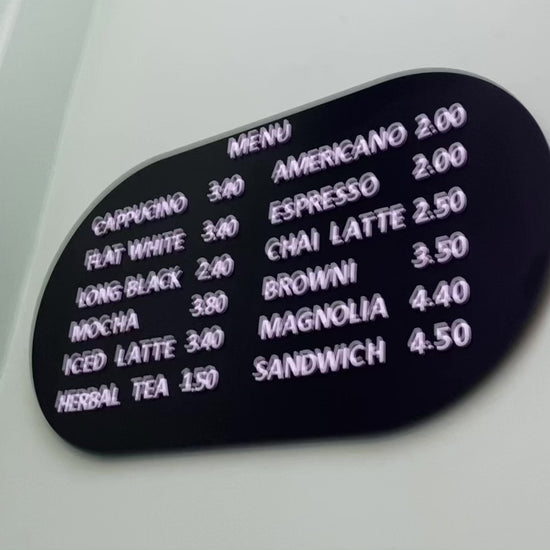 MENU
CAPPUCINO 3.40
FLAT WHITE 3.40
LONG BLACK 2.40
MOCHA 3.80
ICED LATTE 3.40
HERBAL TEA 1.50
AMERICANO 2.00
ESPRESSO 2.00
CHAI LATTE 2.50
BROWNI 3.50
MAGNOLIA 4.40
SANDWICH 4.50